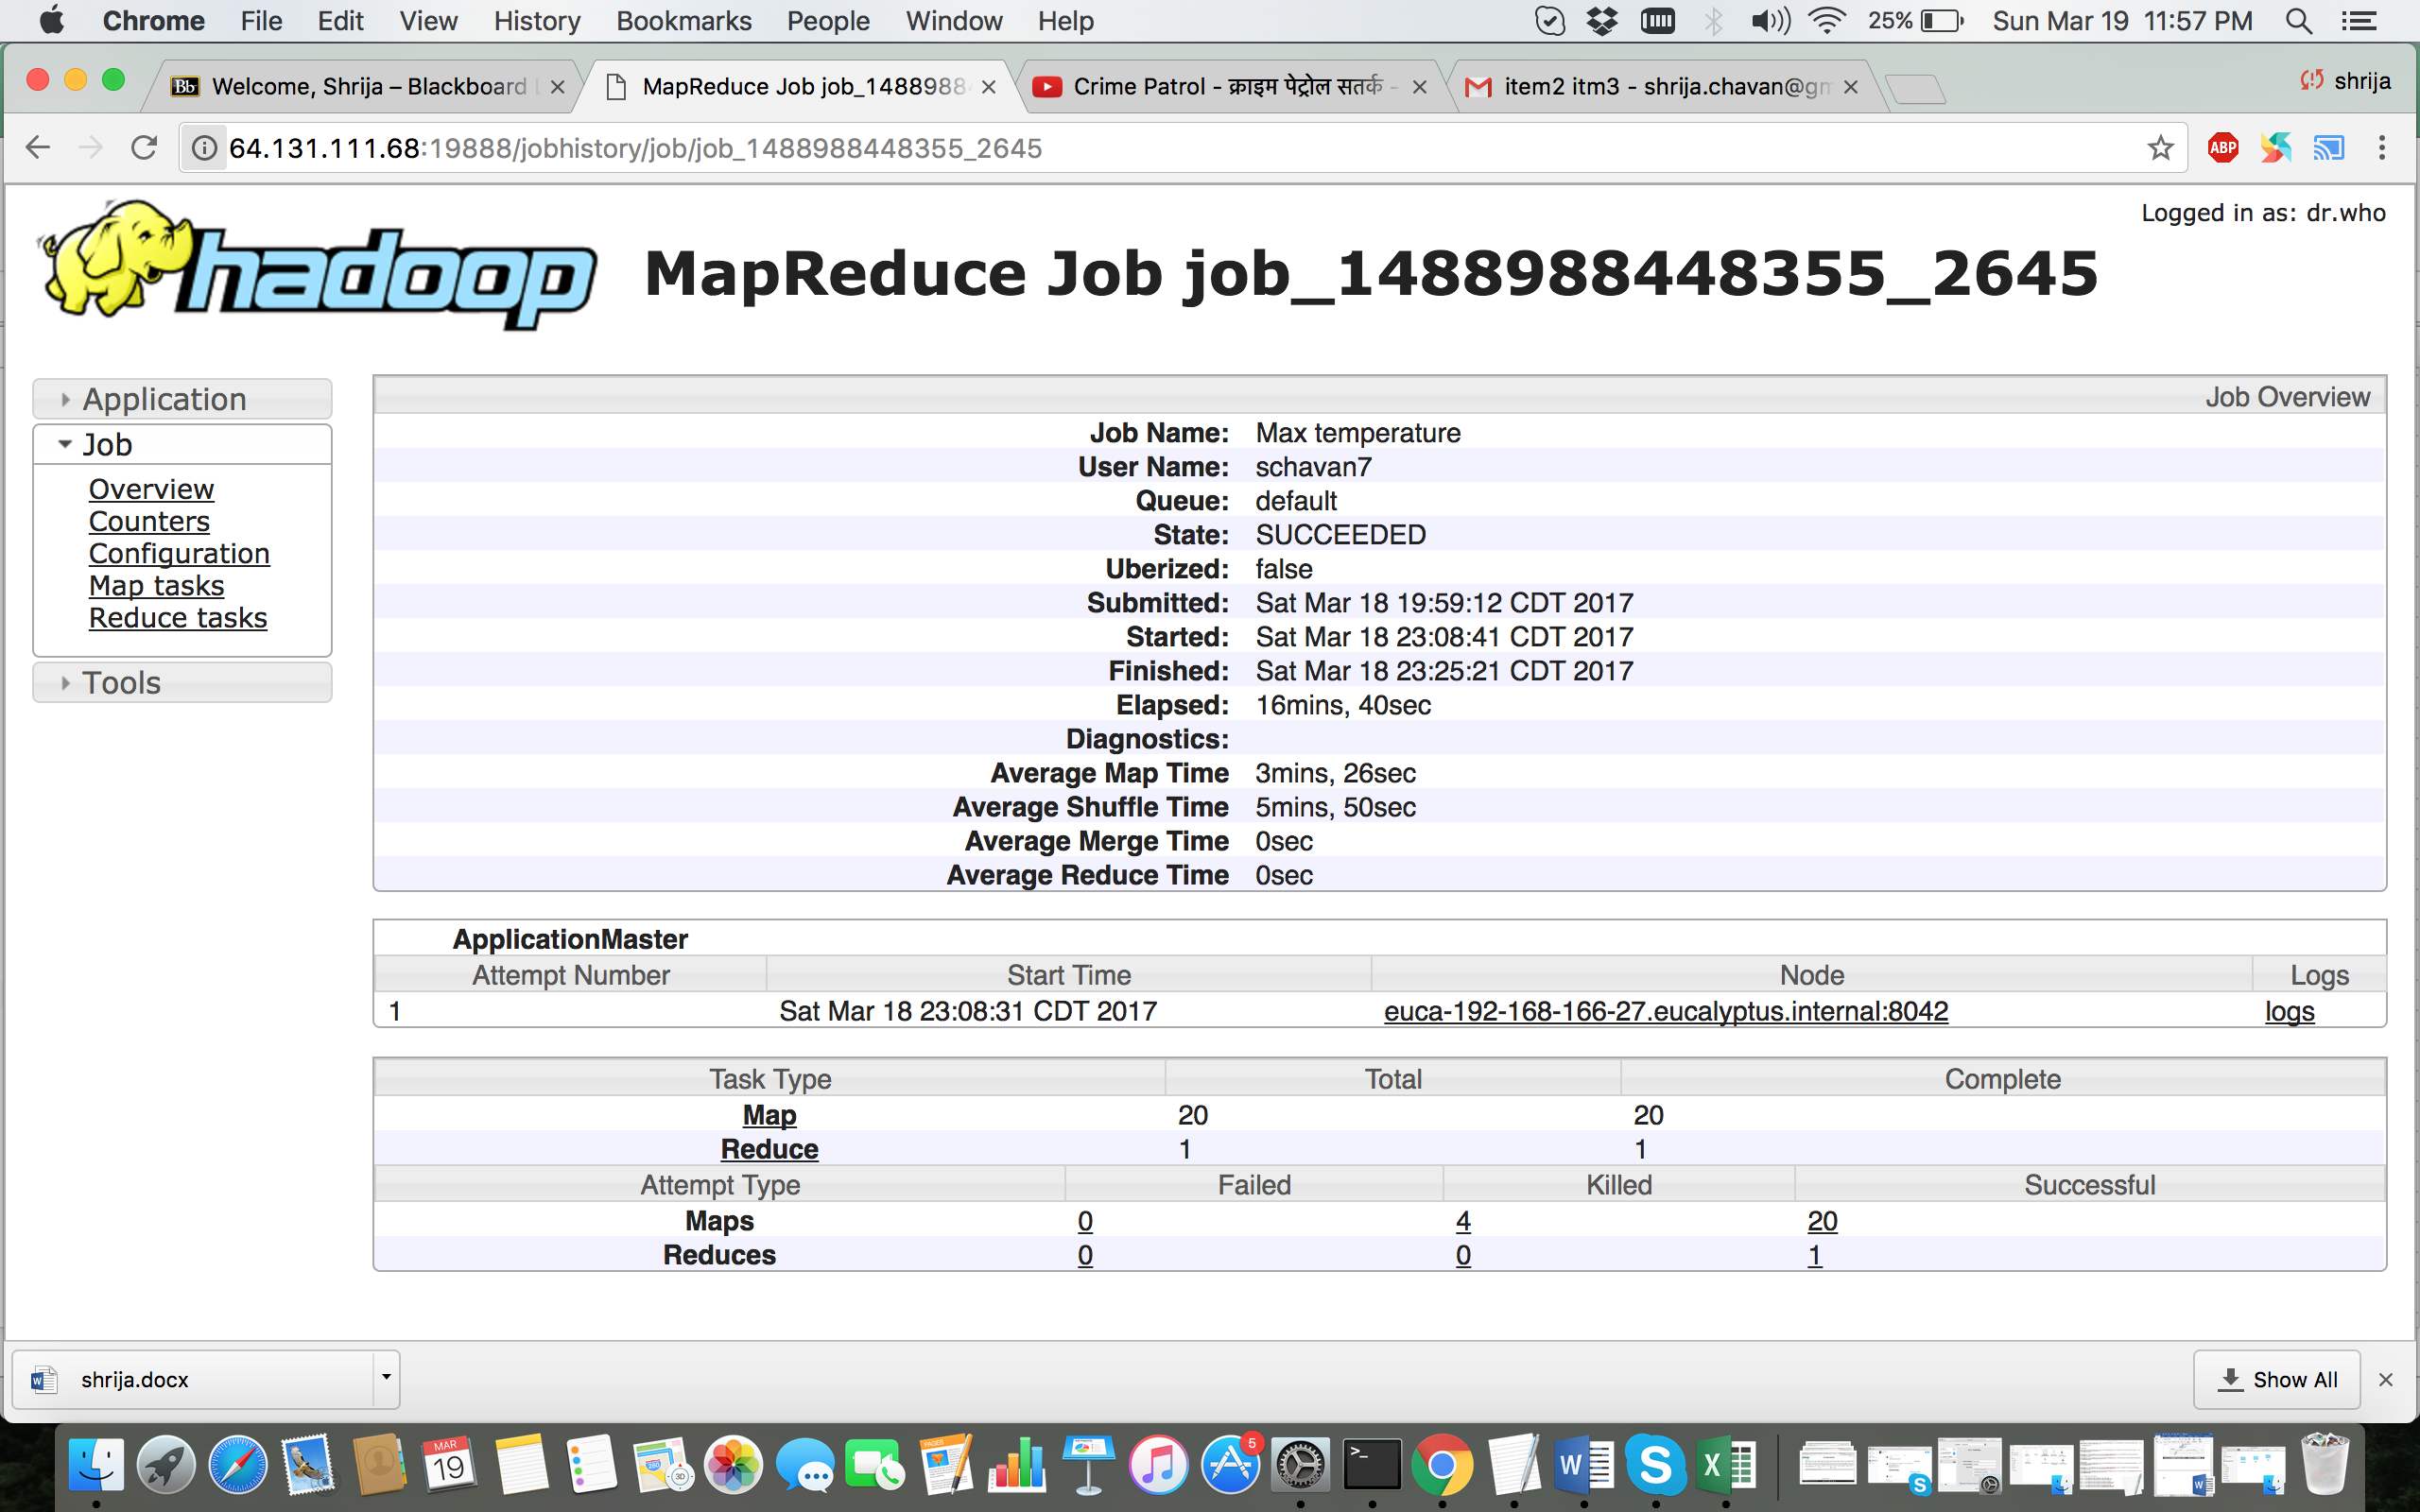 Chrome File Edit View History Bookmarks People Window Help 25% Sun Mar 19 11:57 PM
Bb Welcome, Shrija – Blackboard L MapReduce Job job_1488988 Crime Patrol - क्राइम पेट्रोल सतर्क - item2 itm3 - shrija.chavan@gm shrija
64.131.111.68:19888/jobhistory/job/job_1488988448355_2645 ABP
Logged in as: dr.who
hadoop MapReduce Job job_1488988448355_2645
Application
Job
Overview
Counters
Configuration
Map tasks
Reduce tasks
Tools
Job Overview
Job Name: Max temperature
User Name: schavan7
Queue: default
State: SUCCEEDED
Uberized: false
Submitted: Sat Mar 18 19:59:12 CDT 2017
Started: Sat Mar 18 23:08:41 CDT 2017
Finished: Sat Mar 18 23:25:21 CDT 2017
Elapsed: 16mins, 40sec
Diagnostics:
Average Map Time 3mins, 26sec
Average Shuffle Time 5mins, 50sec
Average Merge Time 0sec
Average Reduce Time 0sec
ApplicationMaster
Attempt Number Start Time Node Logs
1 Sat Mar 18 23:08:31 CDT 2017 euca-192-168-166-27.eucalyptus.internal:8042 logs
Task Type Total Complete
Map 20 20
Reduce 1 1
Attempt Type Failed Killed Successful
Maps 0 4 20
Reduces 0 0 1
shrija.docx Show All
MAR
19
PAGES
3D
5
>_
W
S
X